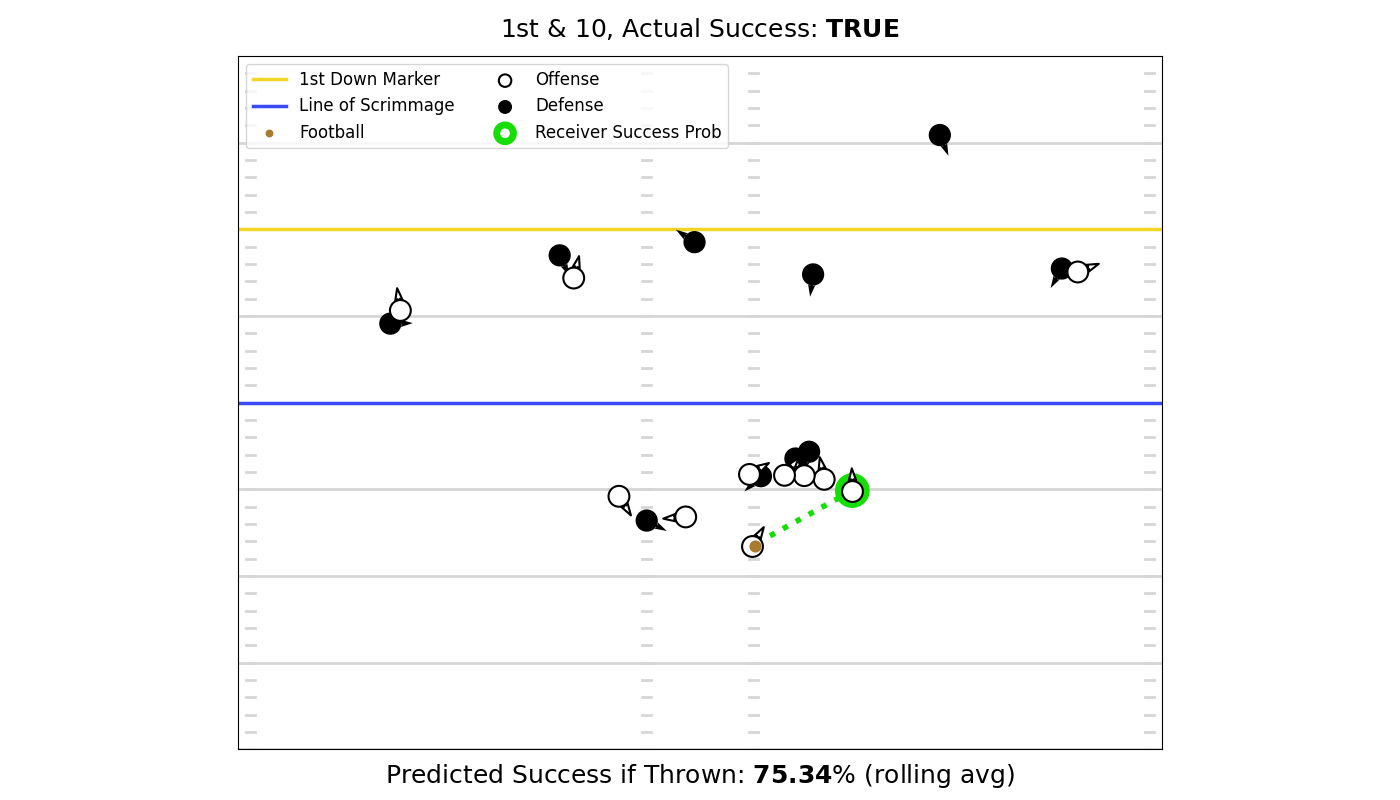 1st & 10, Actual Success: TRUE
1st Down Marker
Line of Scrimmage
Football
Offense
Defense
Receiver Success Prob
Predicted Success if Thrown: 75.34% (rolling avg)